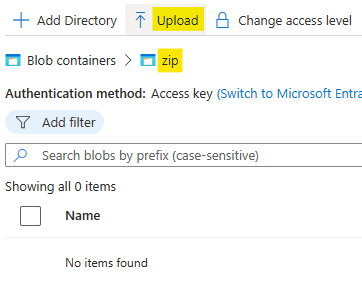 Add Directory Upload Change access level
Blob containers > zip
Authentication method: Access key (Switch to Microsoft Entra
Add filter
Search blobs by prefix (case-sensitive)
Showing all 0 items
Name
No items found